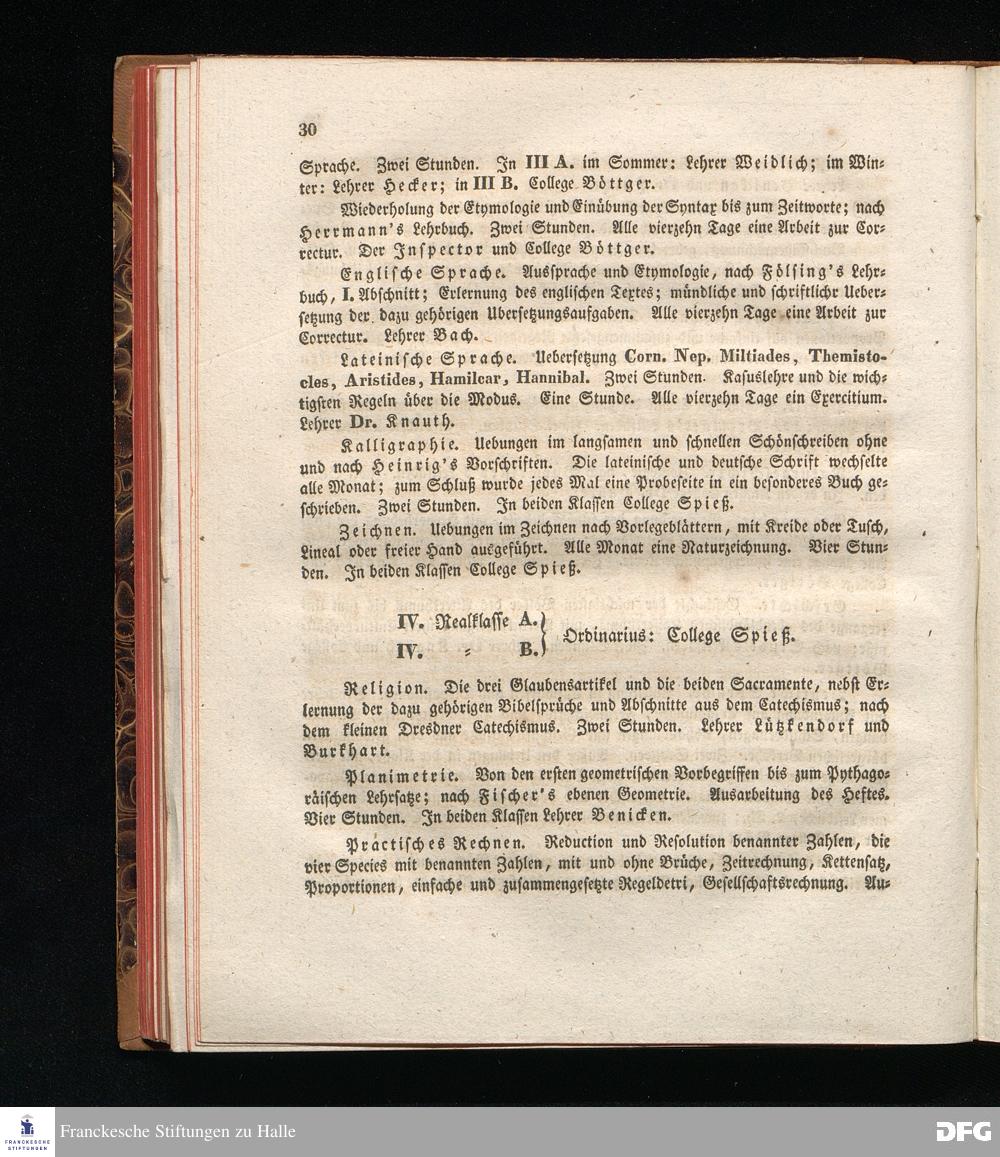 30
Sprache. Zwei Stunden. In III A. im Sommer: Lehrer Weidlich; im Win-
ter: Lehrer Hecker; in III B. College Böttger.
Wiederholung der Etymologie und Einübung der Syntax bis zum Zeitworte; nach
Herrmann's Lehrbuch. Zwei Stunden. Alle vierzehn Tage eine Arbeit zur Cor-
rectur. Der Inspector und College Böttger.
Englische Sprache. Aussprache und Etymologie, nach Fölsing's Lehr-
buch, I. Abschnitt; Erlernung des englischen Textes; mündliche und schriftlichr Ueber-
setzung der dazu gehörigen Ubersetzungsaufgaben. Alle vierzehn Tage eine Arbeit zur
Correctur. Lehrer Bach.
Lateinische Sprache. Uebersetzung Corn. Nep. Miltiades, Themisto-
cles, Aristides, Hamilcar, Hannibal. Zwei Stunden. Kasuslehre und die wich-
tigsten Regeln über die Modus. Eine Stunde. Alle vierzehn Tage ein Exercitium.
Lehrer Dr. Knauth.
Kalligraphie. Uebungen im langsamen und schnellen Schönschreiben ohne
und nach Heinrig's Vorschriften. Die lateinische und deutsche Schrift wechselte
alle Monat; zum Schluß wurde jedes Mal eine Probeseite in ein besonderes Buch ge-
schrieben. Zwei Stunden. In beiden Klassen College Spieß.
Zeichnen. Uebungen im Zeichnen nach Vorlegeblättern, mit Kreide oder Tusch,
Lineal oder freier Hand ausgeführt. Alle Monat eine Naturzeichnung. Vier Stun-
den. In beiden Klassen College Spieß.
IV. Realklasse A.
IV. = B.
} Ordinarius: College Spieß.
Religion. Die drei Glaubensartikel und die beiden Sacramente, nebst Er-
lernung der dazu gehörigen Bibelsprüche und Abschnitte aus dem Catechismus; nach
dem kleinen Dresdner Catechismus. Zwei Stunden. Lehrer Lützkendorf und
Burkhart.
Planimetrie. Von den ersten geometrischen Vorbegriffen bis zum Pythago-
räischen Lehrsatze; nach Fischer's ebenen Geometrie. Ausarbeitung des Heftes.
Vier Stunden. In beiden Klassen Lehrer Benicken.
Practisches Rechnen. Reduction und Resolution benannter Zahlen, die
vier Species mit benannten Zahlen, mit und ohne Brüche, Zeitrechnung, Kettensatz,
Proportionen, einfache und zusammengesetzte Regeldetri, Gesellschaftsrechnung. Au-
FRANCKESCHE
STIFTUNGEN
Franckesche Stiftungen zu Halle
DFG